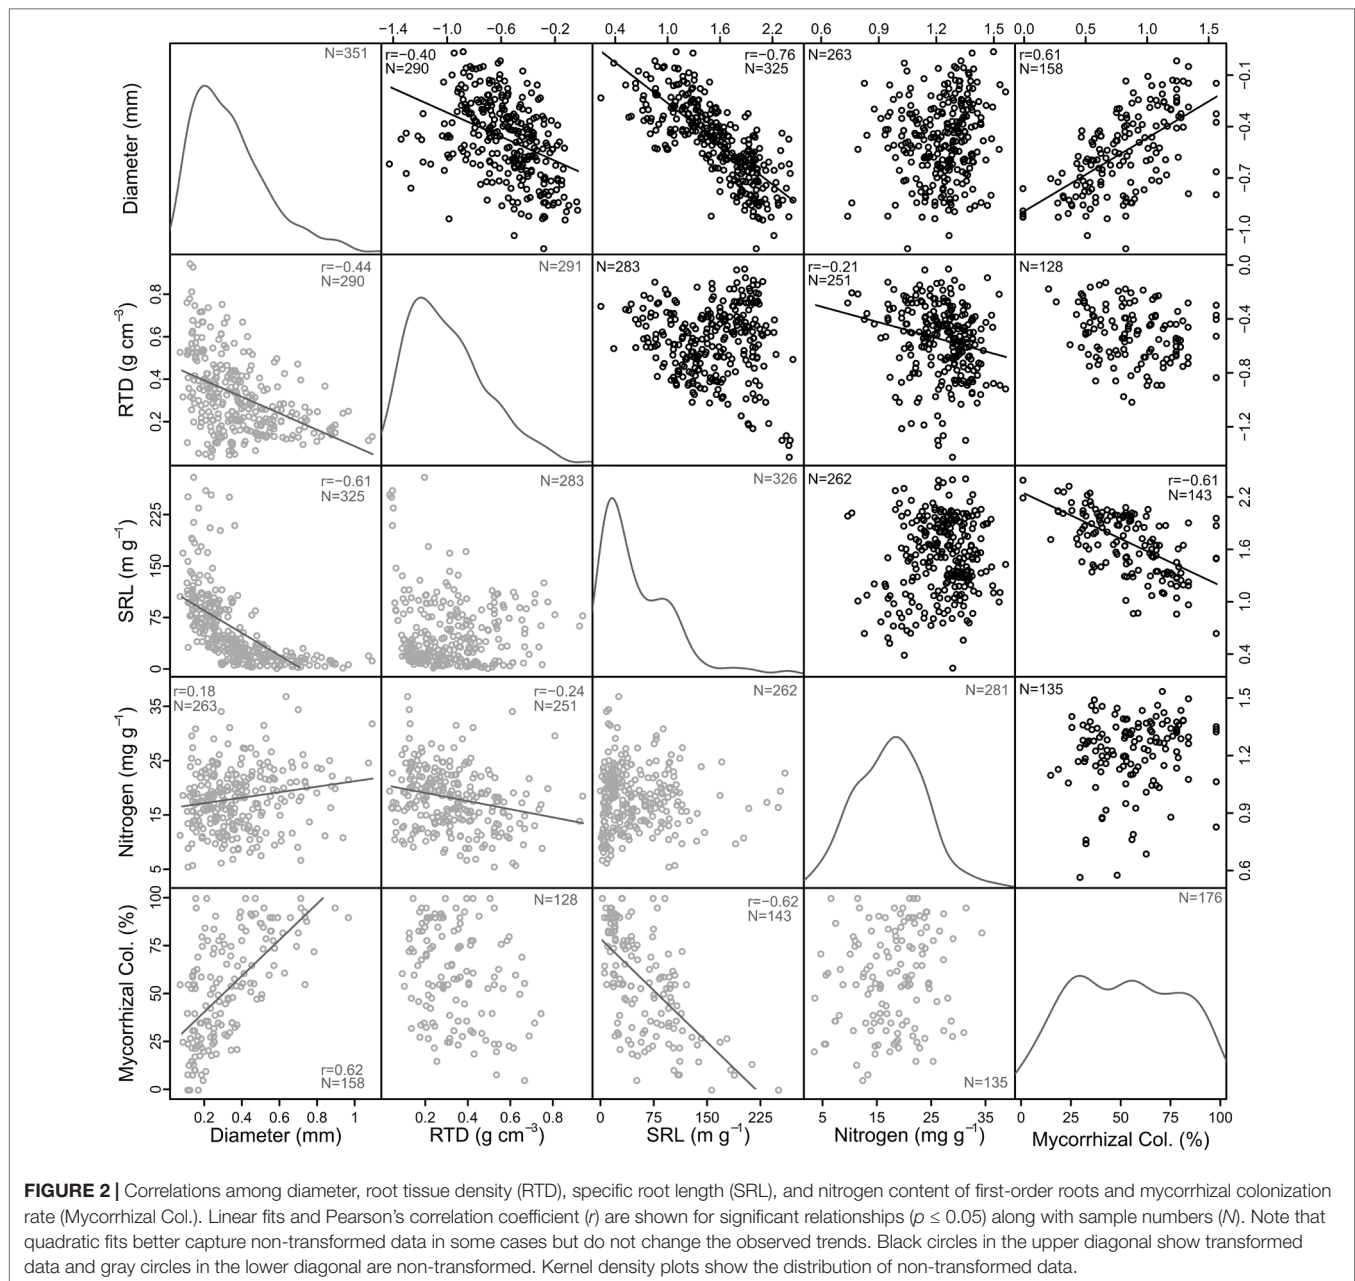 −1.4 −1.0 −0.6 −0.2 0.4 1.0 1.6 2.2 0.6 0.9 1.2 1.5 0.0 0.5 1.0 1.5
Diameter (mm)
N=351
r=−0.40
N=290
r=−0.76
N=325
N=263
r=0.61
N=158
−0.1
−0.4
−0.7
−1.0
RTD (g cm−3)
0.8
0.6
0.4
0.2
r=−0.44
N=290
N=291
N=283
r=−0.21
N=251
N=128
0.0
−0.4
−0.8
−1.2
SRL (m g−1)
225
150
75
0
r=−0.61
N=325
N=283
N=326
N=262
r=−0.61
N=143
2.2
1.6
1.0
0.4
Nitrogen (mg g−1)
35
25
15
5
r=0.18
N=263
r=−0.24
N=251
N=262
N=281
N=135
1.5
1.2
0.9
0.6
Mycorrhizal Col. (%)
100
75
50
25
0
r=0.62
N=158
N=128
r=−0.62
N=143
N=135
N=176
0.2 0.4 0.6 0.8 1 0.2 0.4 0.6 0.8 0 75 150 225 5 15 25 35 0 25 50 75 100
Diameter (mm) RTD (g cm−3) SRL (m g−1) Nitrogen (mg g−1) Mycorrhizal Col. (%)
FIGURE 2 | Correlations among diameter, root tissue density (RTD), specific root length (SRL), and nitrogen content of first-order roots and mycorrhizal colonization
rate (Mycorrhizal Col.). Linear fits and Pearson’s correlation coefficient (r) are shown for significant relationships (p ≤ 0.05) along with sample numbers (N). Note that
quadratic fits better capture non-transformed data in some cases but do not change the observed trends. Black circles in the upper diagonal show transformed
data and gray circles in the lower diagonal are non-transformed. Kernel density plots show the distribution of non-transformed data.